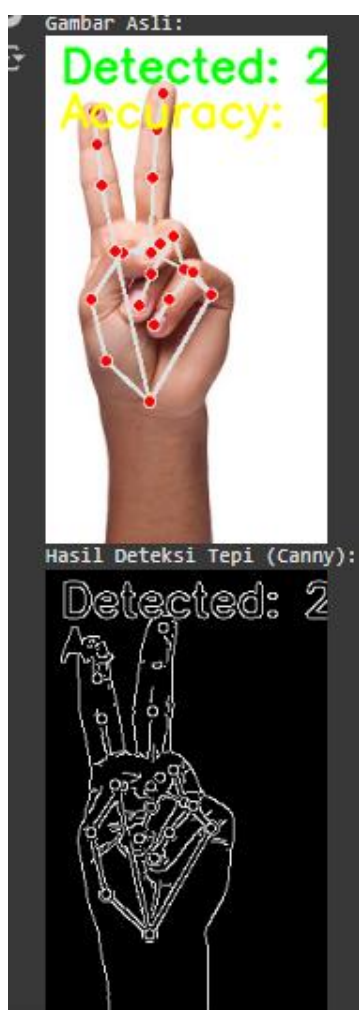 Gambar Asli:
Detected: 2
Accuracy: 1
Hasil Deteksi Tepi (Canny):
Detected: 2